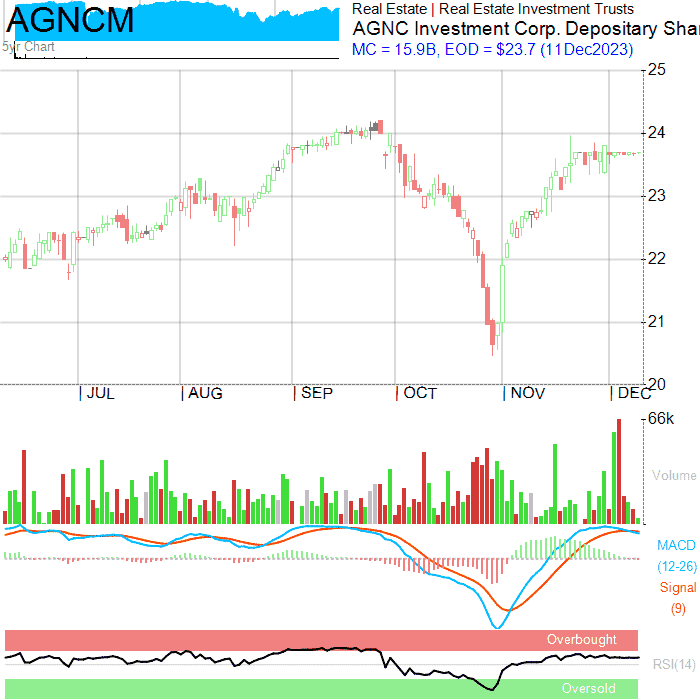 AGNCM
5yr Chart
Real Estate | Real Estate Investment Trusts
AGNC Investment Corp. Depositary Shar
MC = 15.9B, EOD = $23.7 (11Dec2023)
25
24
23
22
21
20
| JUL | AUG | SEP | OCT | NOV | DEC
66k
Volume
MACD
(12-26)
Signal
(9)
Overbought
RSI(14)
Oversold